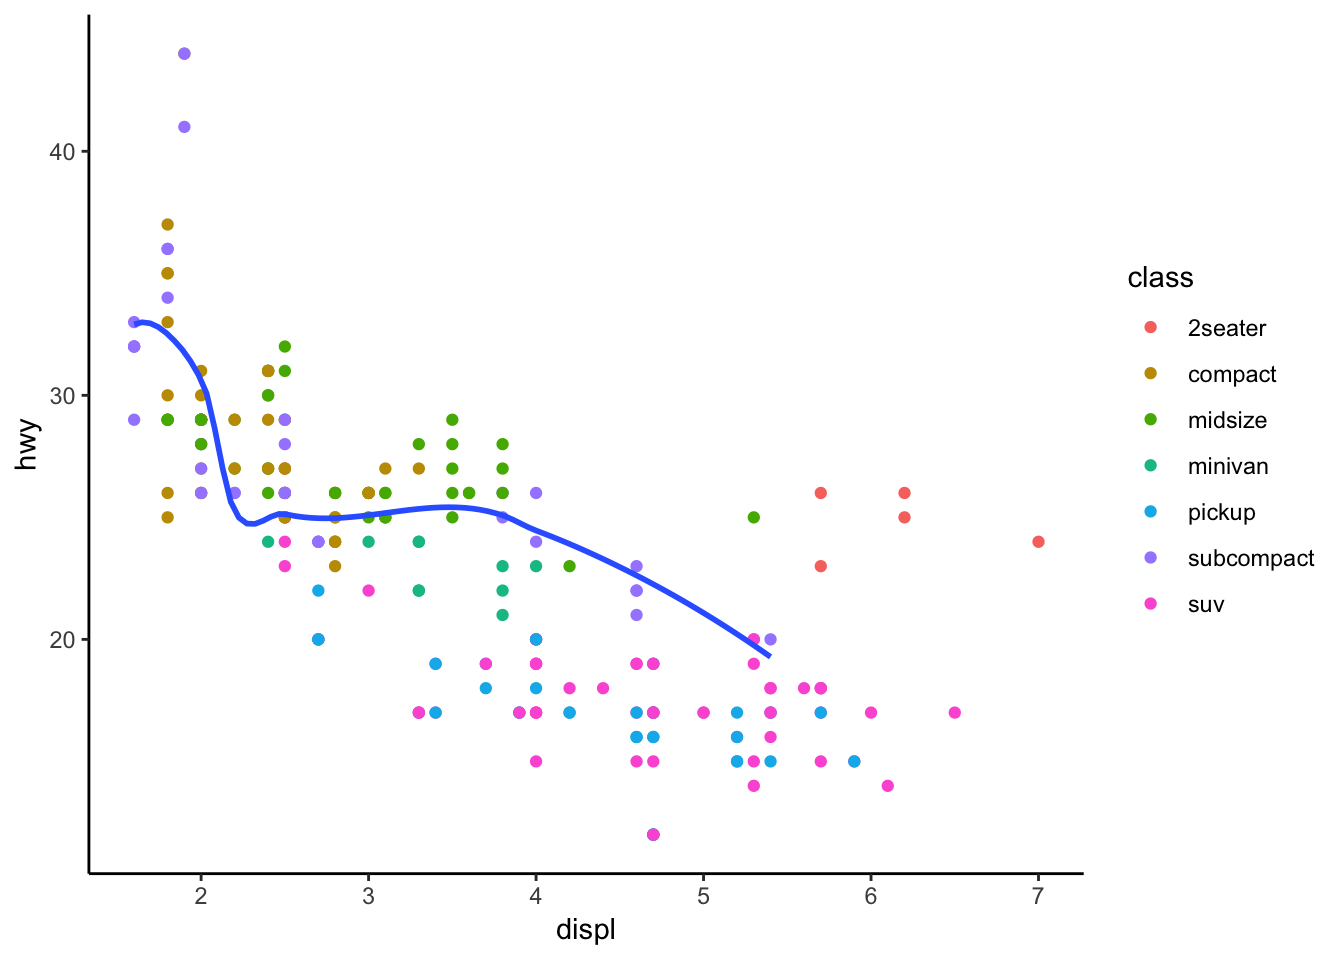 40
30
20
hwy
2 3 4 5 6 7
displ
class
2seater
compact
midsize
minivan
pickup
subcompact
suv